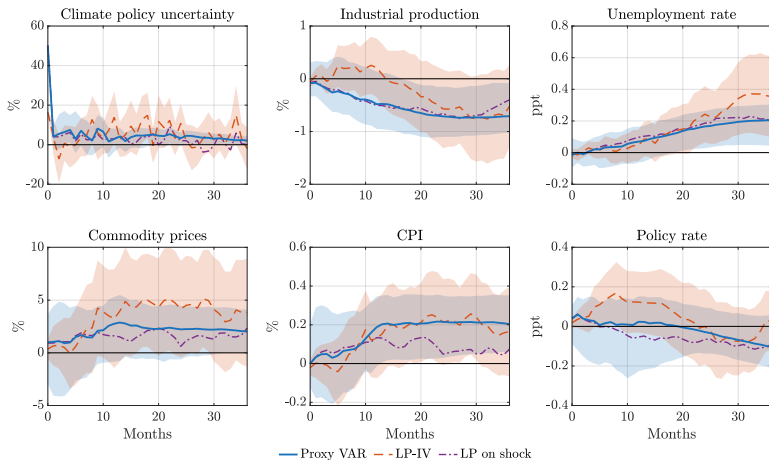 Climate policy uncertainty
60
40
20
0
-20
%
0 10 20 30
Industrial production
1
0
-1
-2
%
0 10 20 30
Unemployment rate
0.8
0.6
0.4
0.2
0
-0.2
ppt
0 10 20 30
Commodity prices
10
5
0
-5
%
0 10 20 30
Months
CPI
0.6
0.4
0.2
0
-0.2
%
0 10 20 30
Months
Policy rate
0.4
0.2
0
-0.2
-0.4
ppt
0 10 20 30
Months
Proxy VAR LP-IV LP on shock